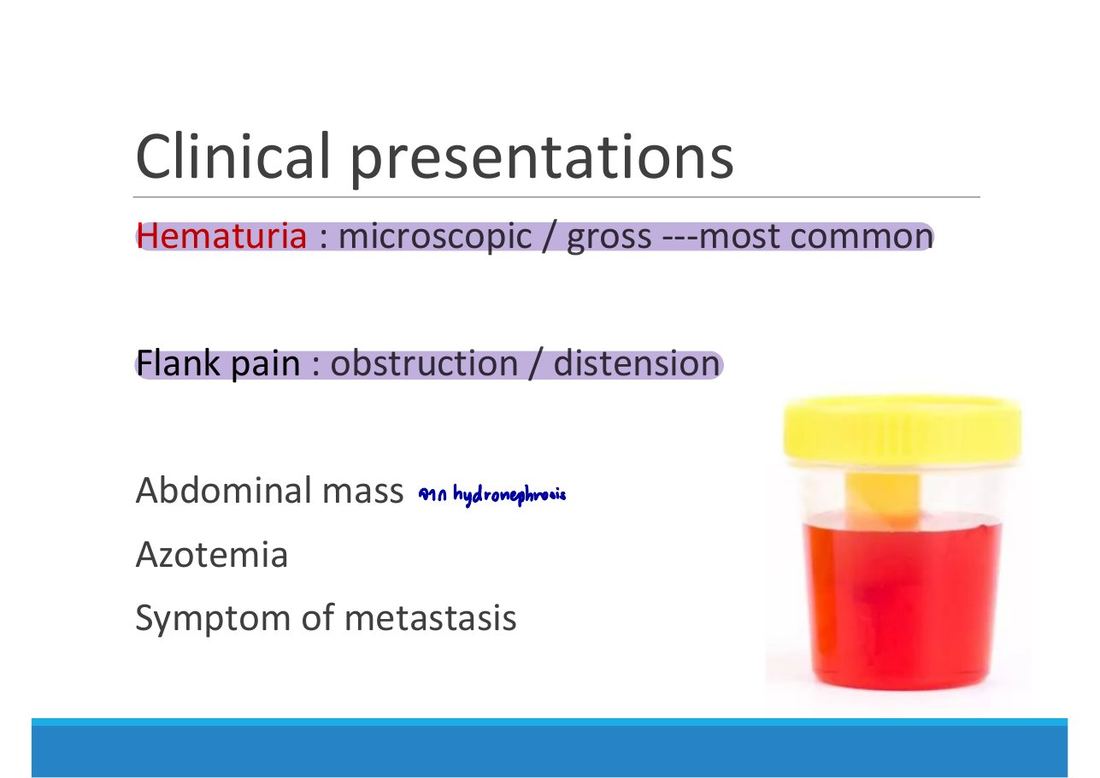 Clinical presentations
Hematuria : microscopic / gross ---most common
Flank pain : obstruction / distension
Abdominal mass จาก hydronephrosis
Azotemia
Symptom of metastasis